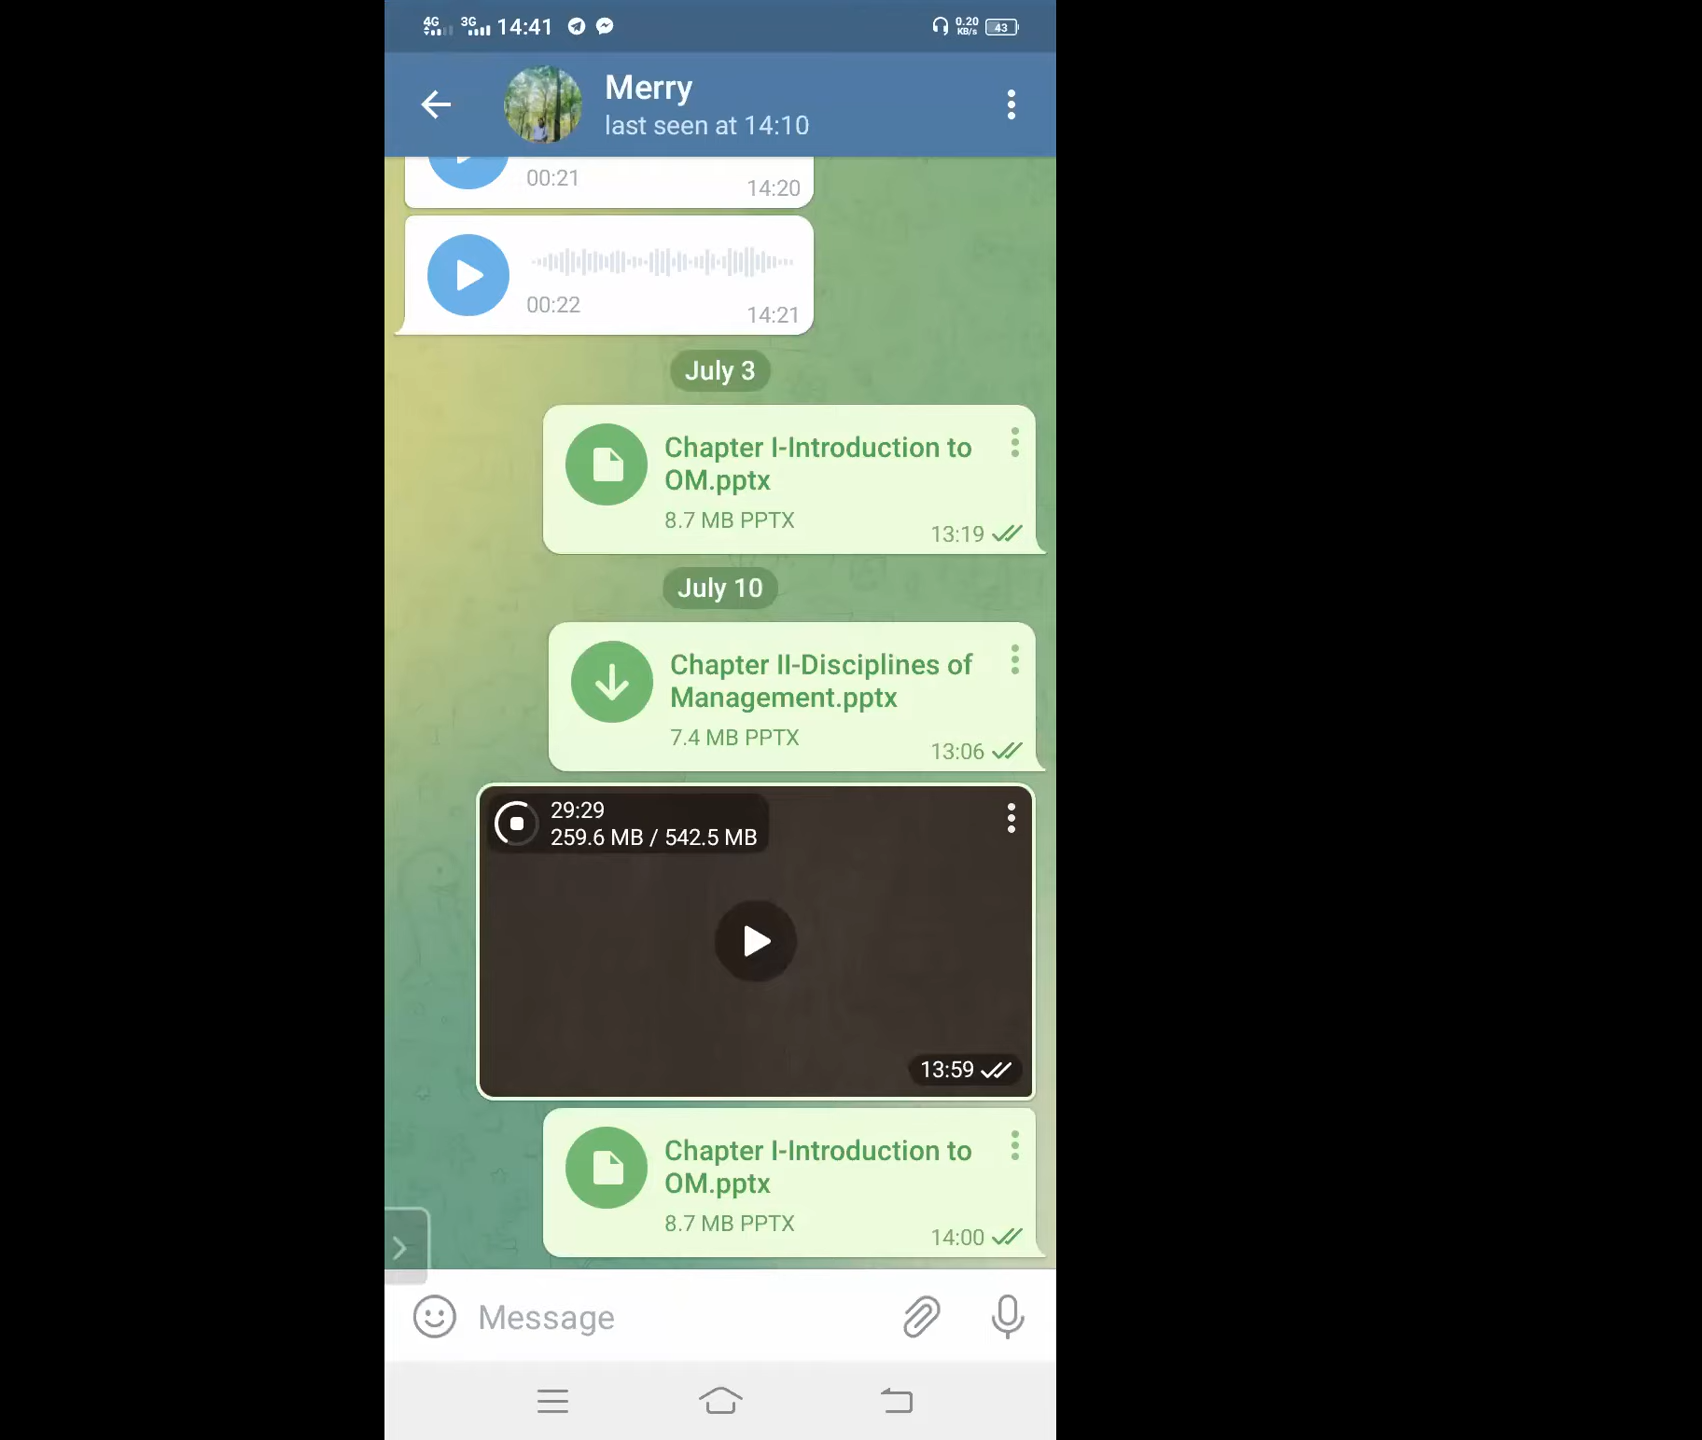 4G 3G 14:41 0.20 KB/s 43
Merry
last seen at 14:10
00:21
14:20
00:22
14:21
July 3
Chapter I-Introduction to
OM.pptx
8.7 MB PPTX
13:19
July 10
Chapter II-Disciplines of
Management.pptx
7.4 MB PPTX
13:06
29:29
259.6 MB / 542.5 MB
13:59
Chapter I-Introduction to
OM.pptx
8.7 MB PPTX
14:00
Message